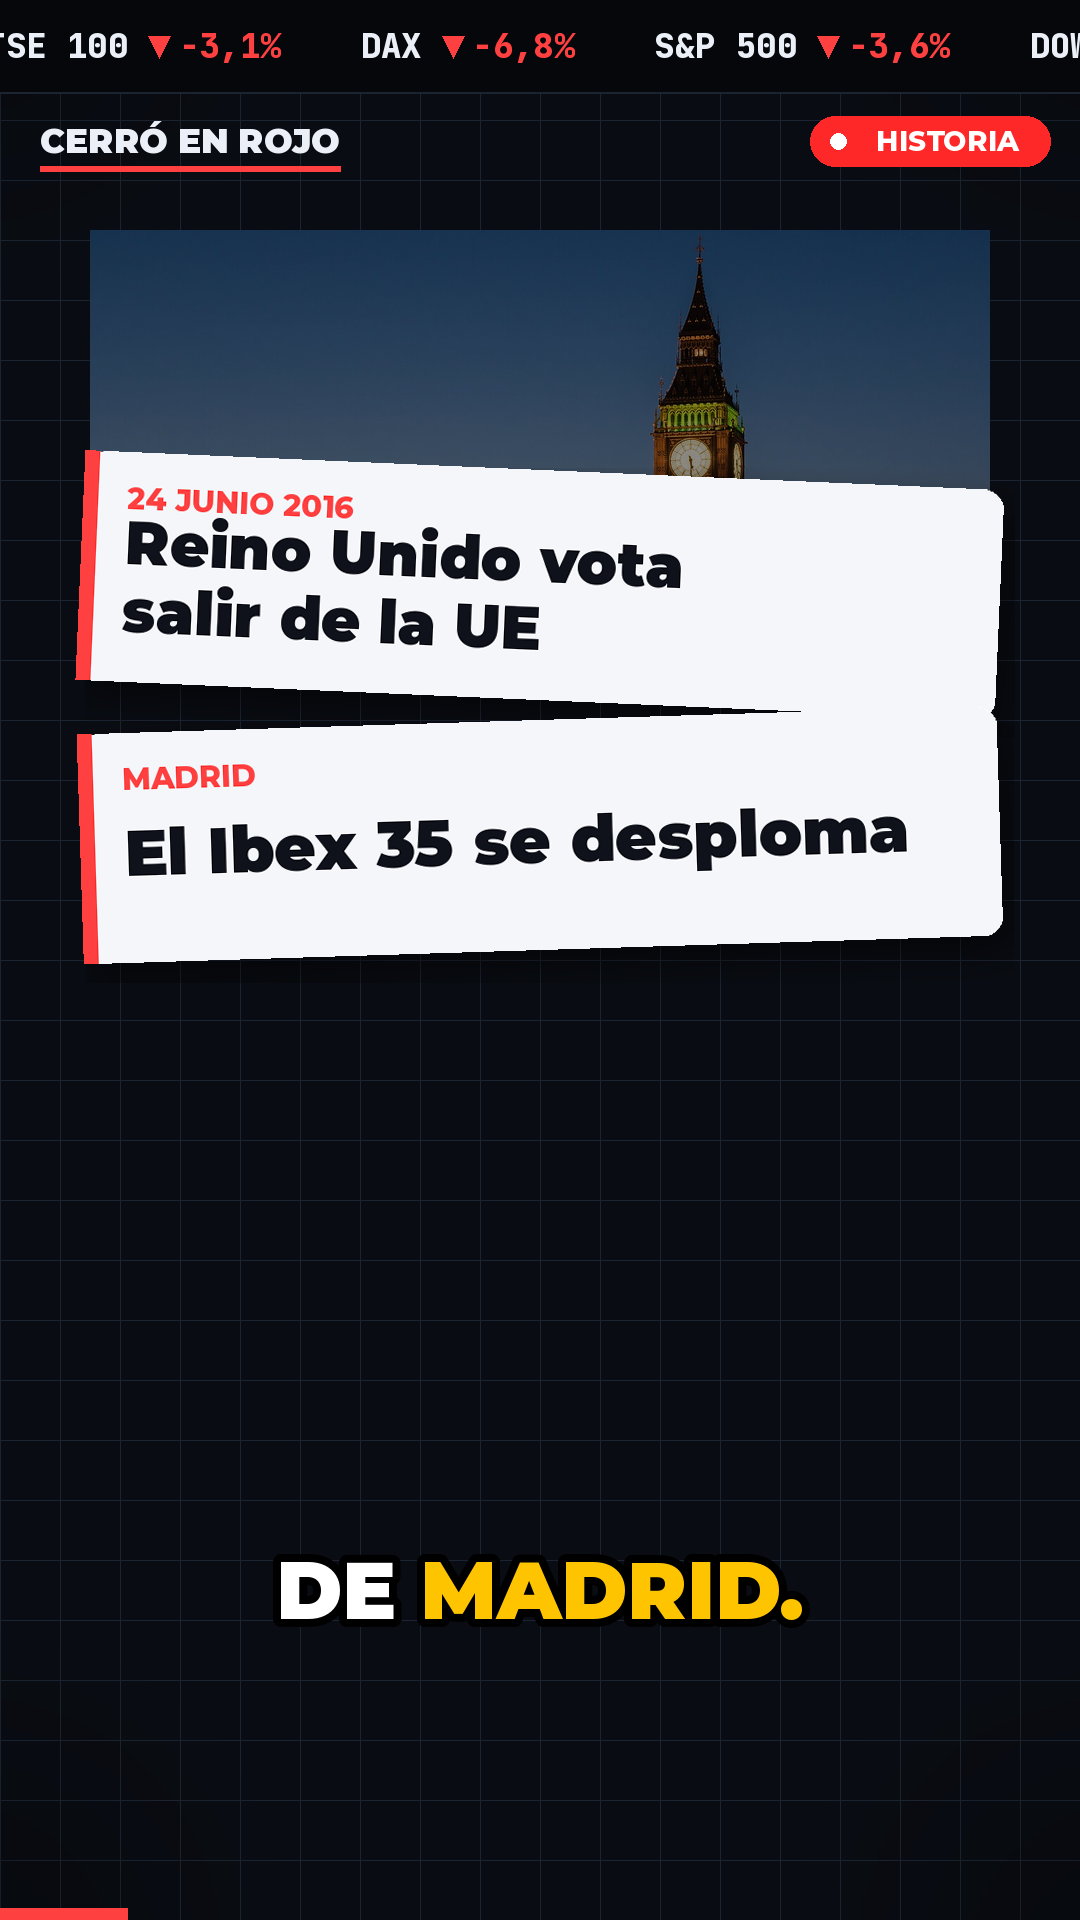 TSE 100 ▼-3,1% DAX ▼-6,8% S&P 500 ▼-3,6% DOW
CERRÓ EN ROJO
HISTORIA
24 JUNIO 2016
Reino Unido vota
salir de la UE
MADRID
El Ibex 35 se desploma
DE MADRID.